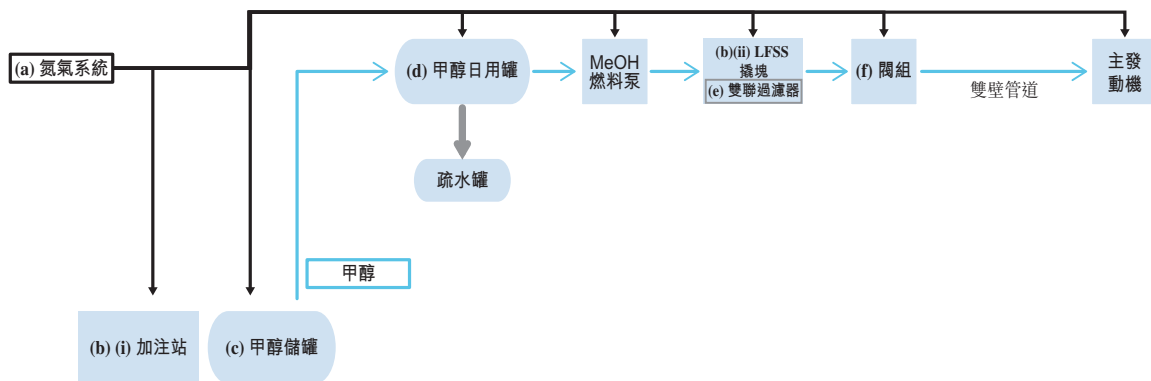 (a) 氮氣系統
(d) 甲醇日用罐
MeOH
燃料泵
(b)(ii) LFSS
撬塊
(e) 雙聯過濾器
(f) 閥組
雙壁管道
主發
動機
疏水罐
甲醇
(b) (i) 加注站
(c) 甲醇儲罐